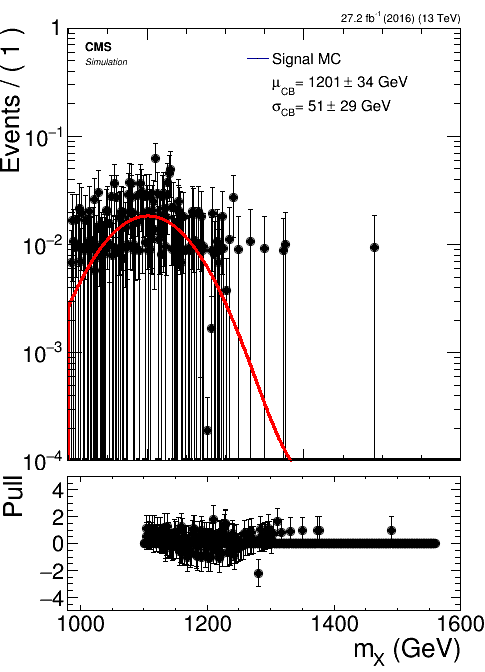 27.2 fb⁻¹ (2016) (13 TeV)
CMS
Simulation
Signal MC
μ_CB= 1201 ± 34 GeV
σ_CB= 51 ± 29 GeV
Events / ( 1 )
1
10⁻¹
10⁻²
10⁻³
10⁻⁴
Pull
4
2
0
−2
−4
1000 1200 1400 1600
m_X (GeV)